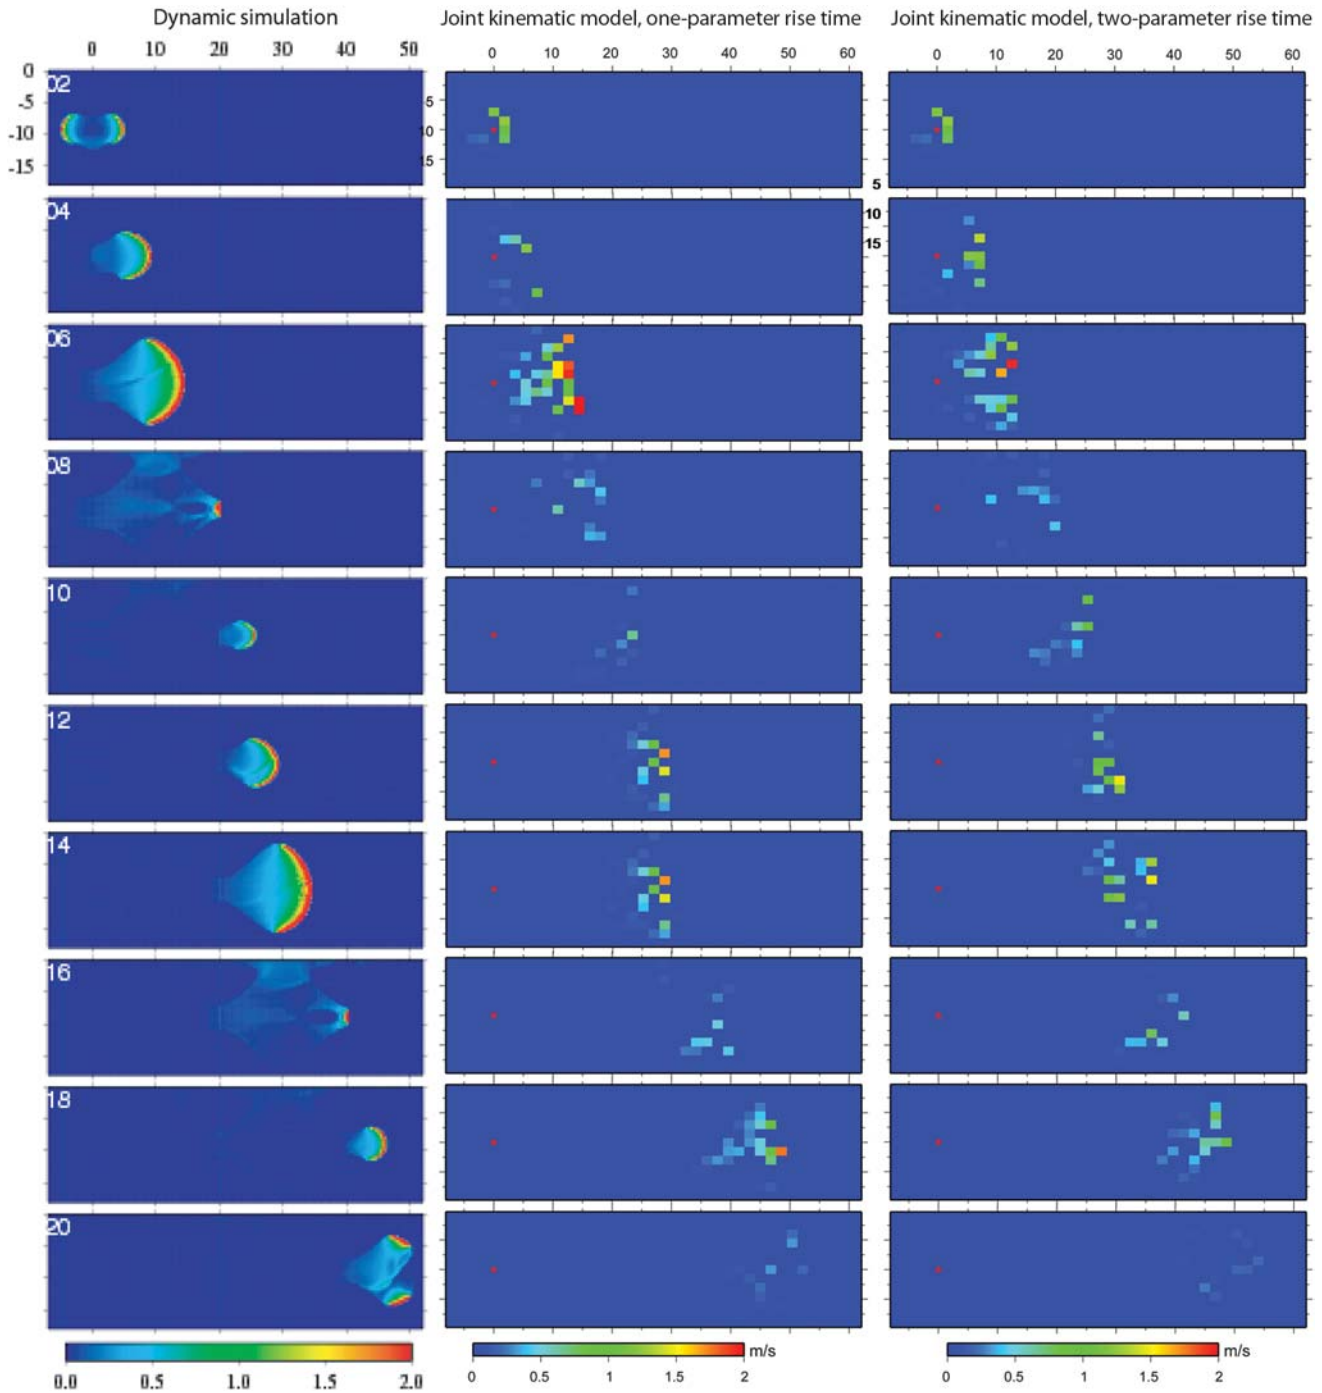 Dynamic simulation
Joint kinematic model, one-parameter rise time
Joint kinematic model, two-parameter rise time
0 10 20 30 40 50
0 10 20 30 40 50 60
0 10 20 30 40 50 60
0
-5
-10
-15
02
5
10
15
5
04
10
15
06
08
10
12
14
16
18
20
0.0 0.5 1.0 1.5 2.0
0 0.5 1 1.5 2 m/s
0 0.5 1 1.5 2 m/s